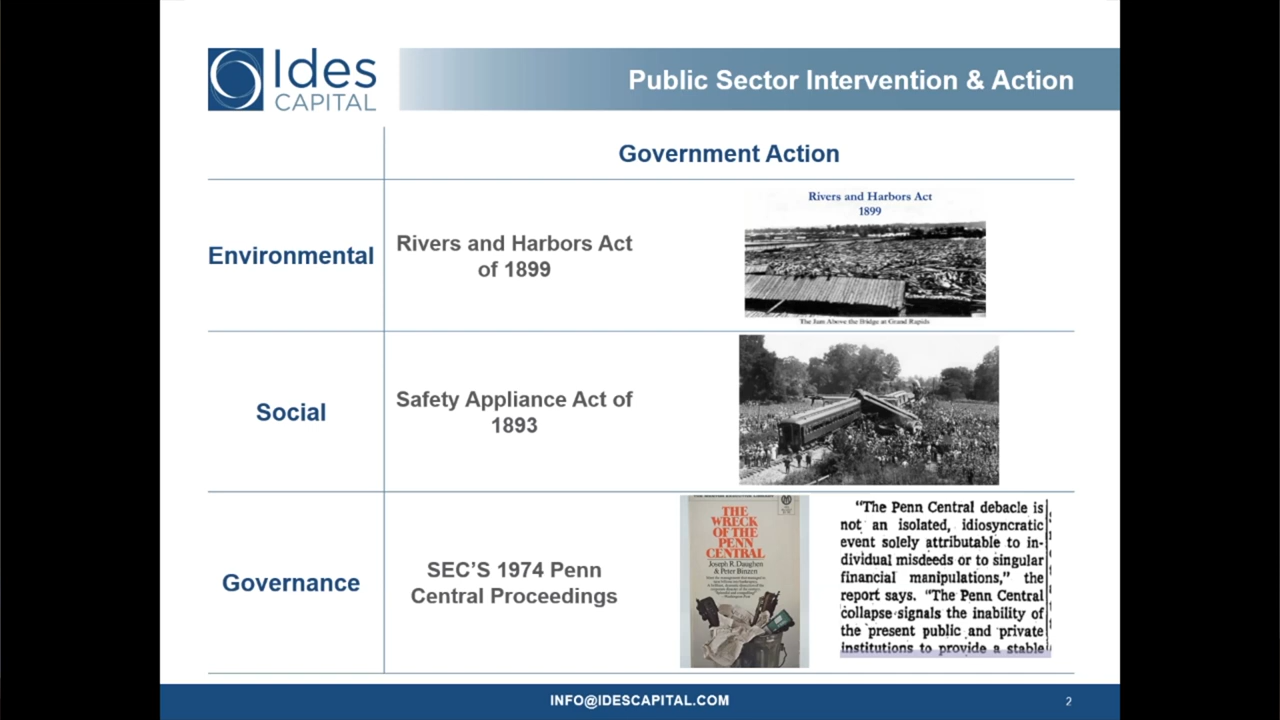 Ides
CAPITAL
Public Sector Intervention & Action
Government Action
Environmental
Rivers and Harbors Act
of 1899
Rivers and Harbors Act
1899
The Jam Above the Bridge at Grand Rapids
Social
Safety Appliance Act of
1893
Governance
SEC’S 1974 Penn
Central Proceedings
THE
WRECK
OF THE
PENN
CENTRAL
Joseph R. Daughen
& Peter Binzen
“The Penn Central debacle is
not an isolated, idiosyncratic
event solely attributable to in-
dividual misdeeds or to singular
financial manipulations,” the
report says. “The Penn Central
collapse signals the inability of
the present public and private
institutions to provide a stable
INFO@IDESCAPITAL.COM
2